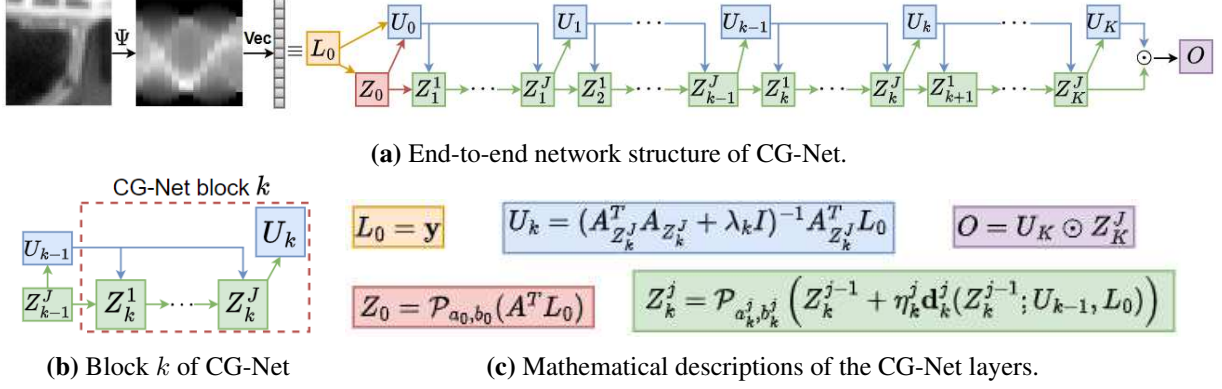 Ψ Vec ≡ L_0 U_0 U_1 ··· U_{k-1} ··· U_k ··· U_K
Z_0 Z_1^1 ··· Z_1^J Z_2^1 ··· Z_{k-1}^J Z_k^1 ··· Z_k^J Z_{k+1}^1 ··· Z_K^J ⊙ O
(a) End-to-end network structure of CG-Net.
CG-Net block k
U_{k-1} U_k
Z_{k-1}^J Z_k^1 ··· Z_k^J
(b) Block k of CG-Net
L_0 = y
U_k = (A_{Z_k^J}^T A_{Z_k^J} + λ_k I)^{-1} A_{Z_k^J}^T L_0
O = U_K ⊙ Z_K^J
Z_0 = P_{a_0,b_0}(A^T L_0)
Z_k^j = P_{a_k^j,b_k^j}(Z_k^{j-1} + η_k^j d_k^j(Z_k^{j-1}; U_{k-1}, L_0))
(c) Mathematical descriptions of the CG-Net layers.